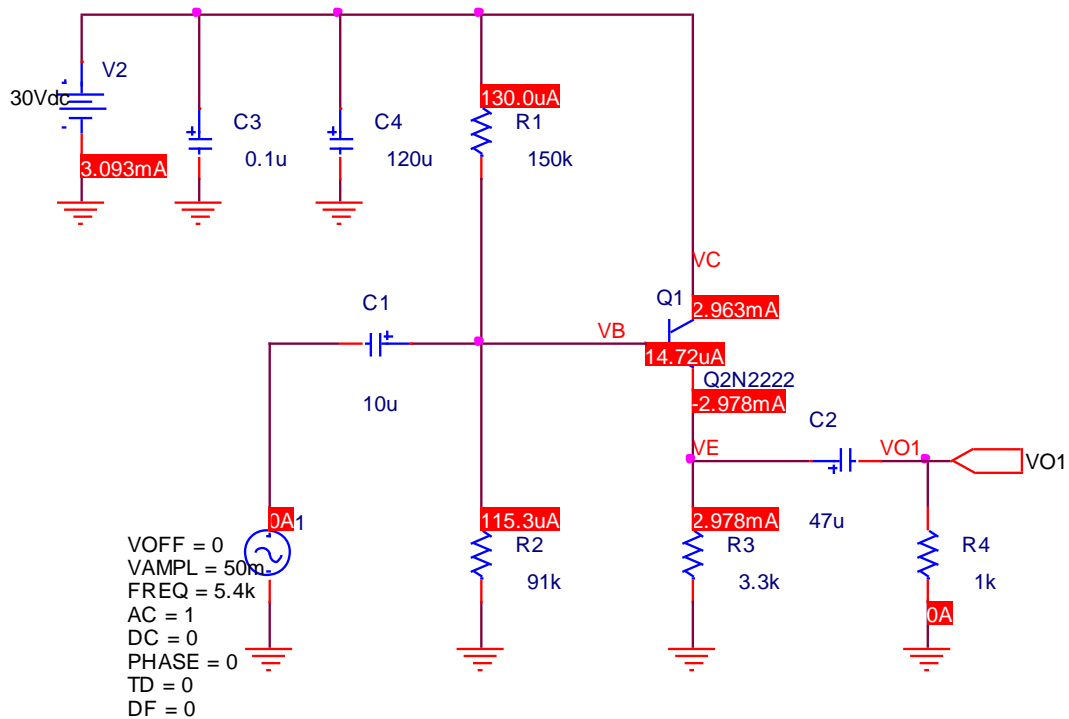 V2
30Vdc
3.093mA
C3
0.1u
C4
120u
130.0uA
R1
150k
VC
C1
10u
VB
Q1
2.963mA
14.72uA
Q2N2222
-2.978mA
C2
47u
VE
VO1
VO1
0A
1
VOFF = 0
VAMPL = 50m
FREQ = 5.4k
AC = 1
DC = 0
PHASE = 0
TD = 0
DF = 0
115.3uA
R2
91k
2.978mA
R3
3.3k
R4
1k
0A